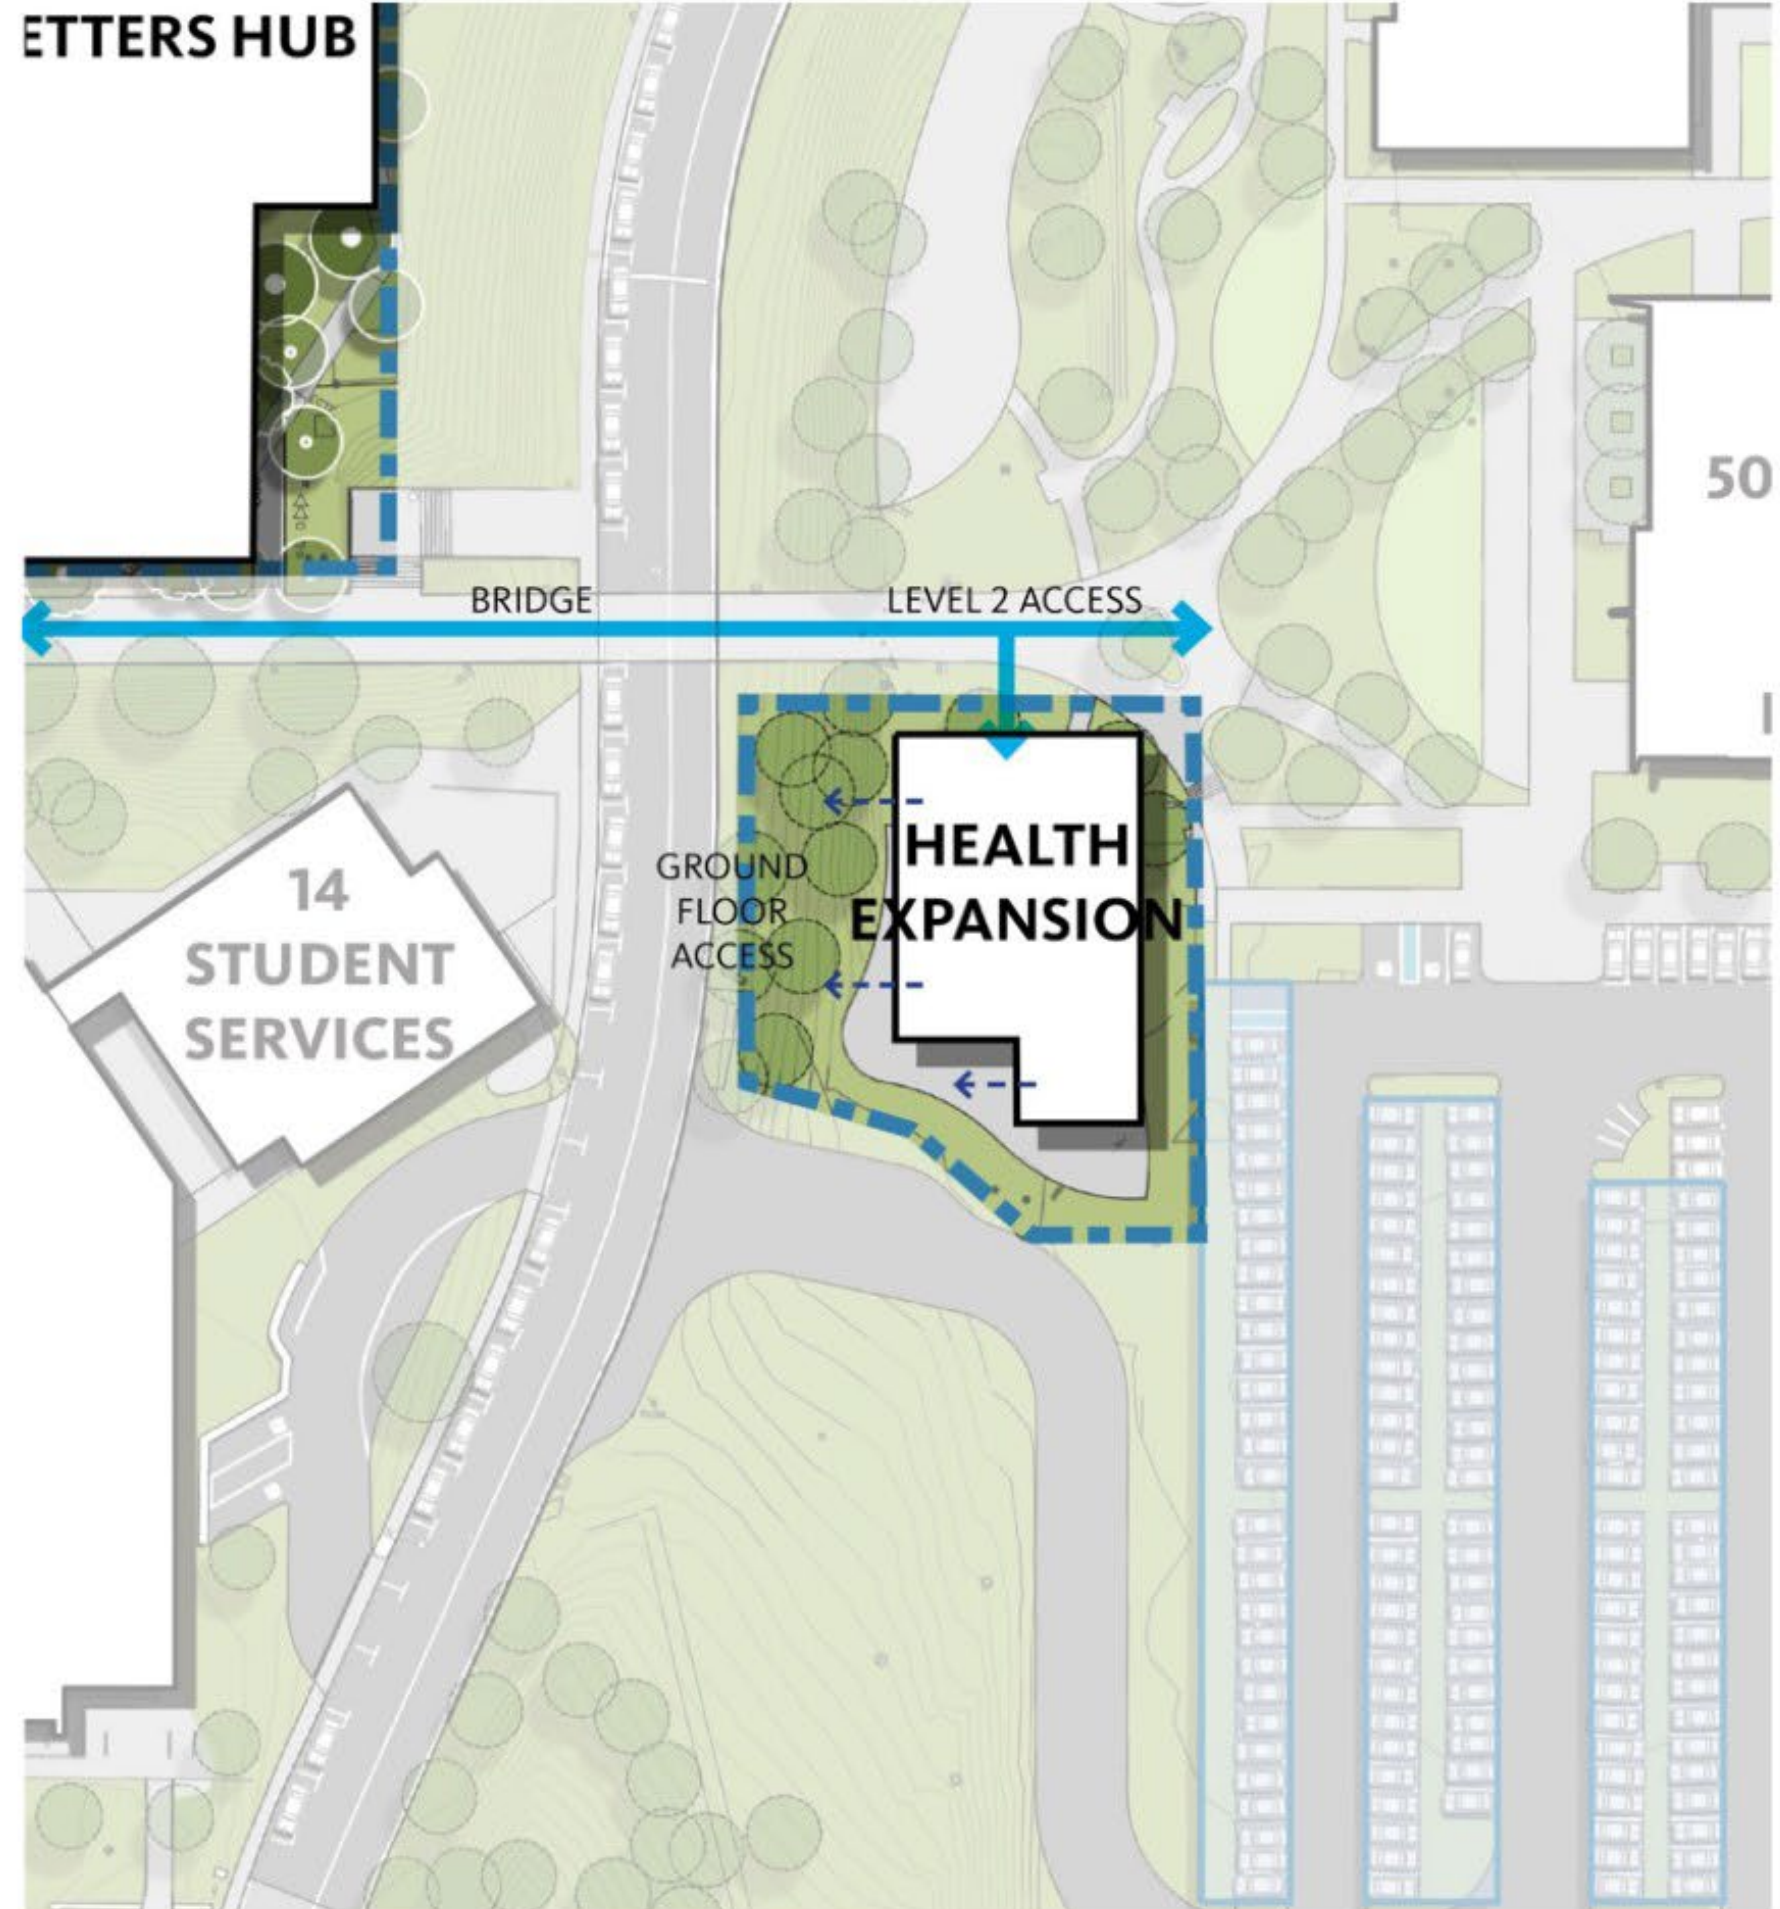 ETTERS HUB
50
BRIDGE
LEVEL 2 ACCESS
GROUND
FLOOR
ACCESS
HEALTH
EXPANSION
14
STUDENT
SERVICES